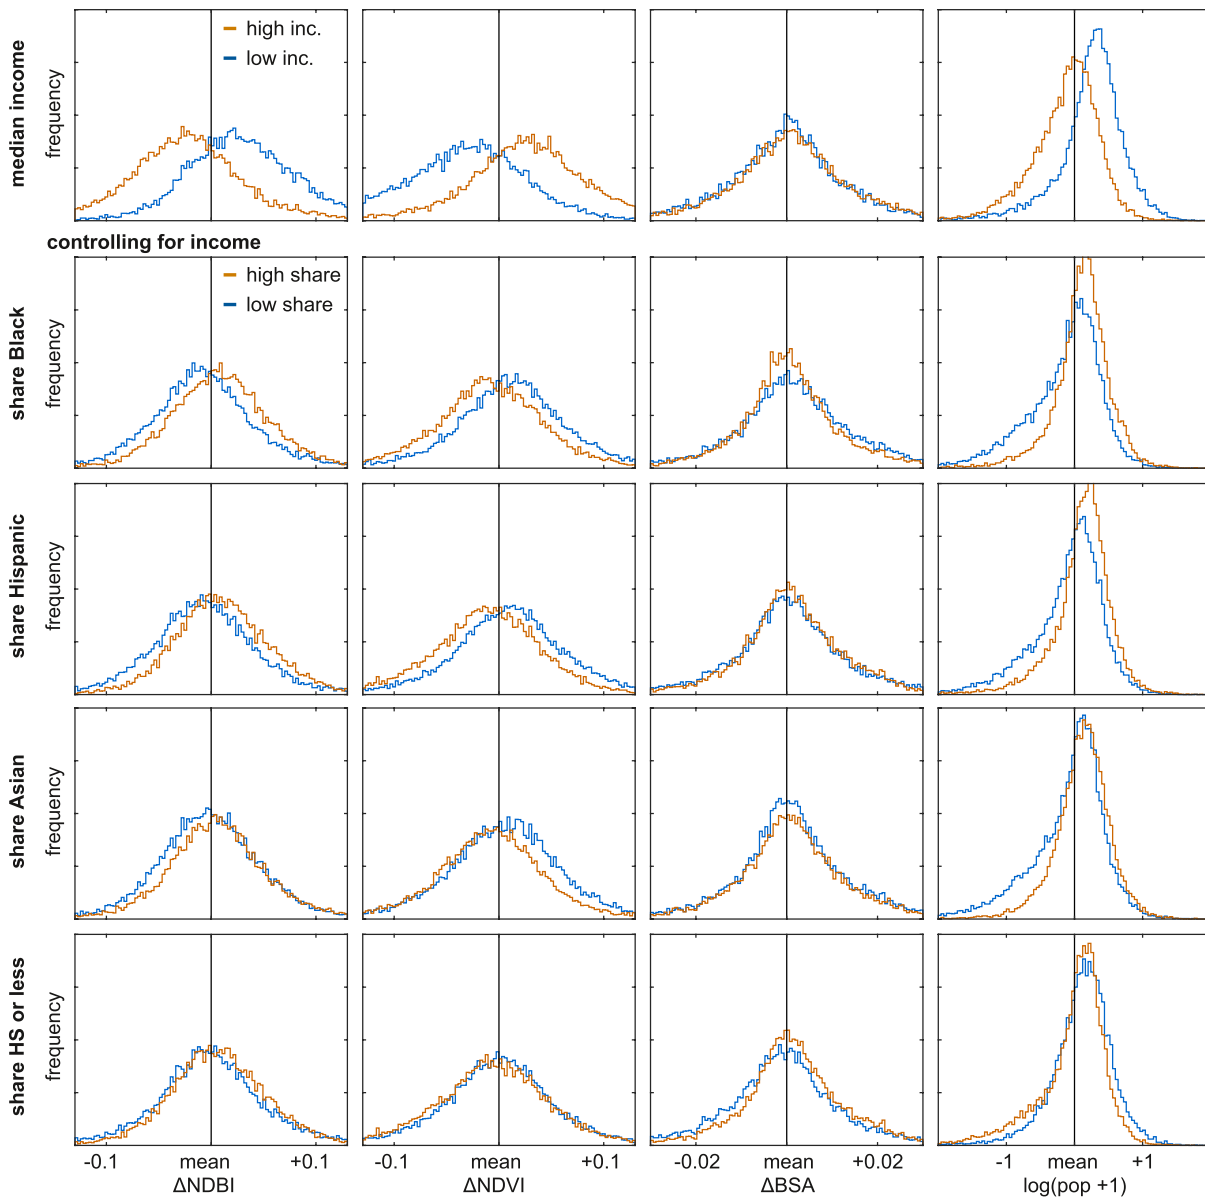 median income
frequency
high inc.
low inc.
controlling for income
share Black
frequency
high share
low share
share Hispanic
frequency
share Asian
frequency
share HS or less
frequency
-0.1 mean +0.1
ΔNDBI
-0.1 mean +0.1
ΔNDVI
-0.02 mean +0.02
ΔBSA
-1 mean +1
log(pop +1)